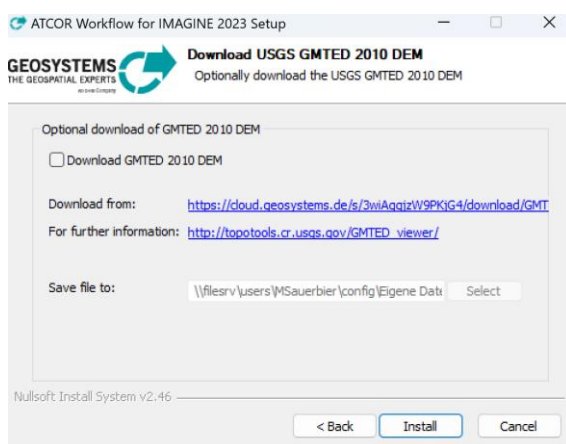 ATCOR Workflow for IMAGINE 2023 Setup
GEOSYSTEMS
THE GEOSPATIAL EXPERTS
Download USGS GMTED 2010 DEM
Optionally download the USGS GMTED 2010 DEM
Optional download of GMTED 2010 DEM
Download GMTED 2010 DEM
Download from: https://cloud.geosystems.de/s/3wiAqqjzW9PKjG4/download/GMT
For further information: http://topotools.cr.usgs.gov/GMTED_viewer/
Save file to: \\filesrv\users\MSauerbier\config\Eigene Date Select
Nullsoft Install System v2.46
< Back Install Cancel